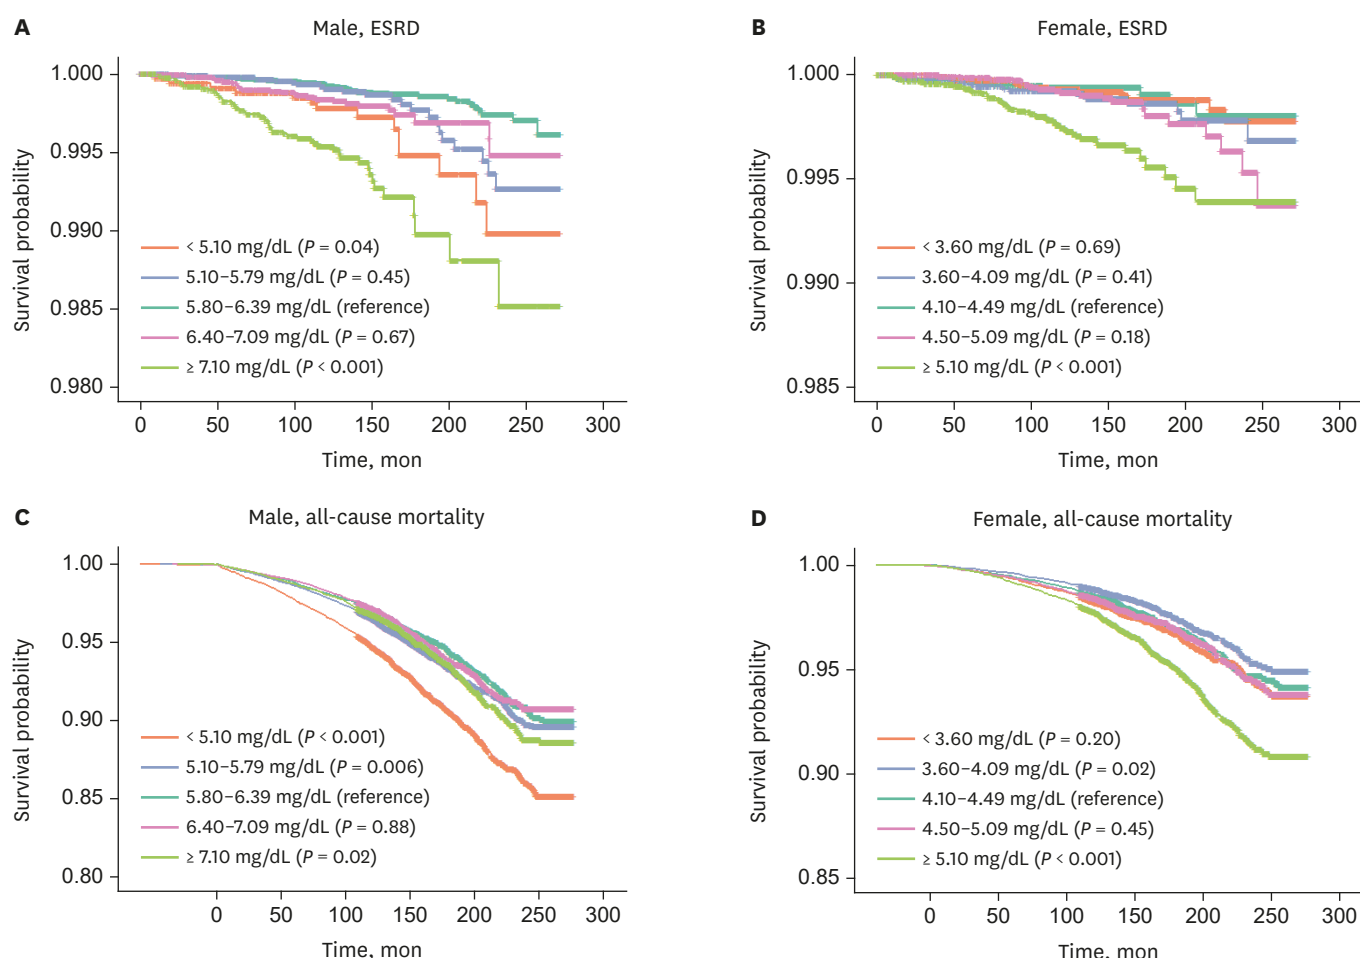 A
Male, ESRD
Survival probability
1.000
0.995
0.990
0.985
0.980
< 5.10 mg/dL (P = 0.04)
5.10–5.79 mg/dL (P = 0.45)
5.80–6.39 mg/dL (reference)
6.40–7.09 mg/dL (P = 0.67)
≥ 7.10 mg/dL (P < 0.001)
0 50 100 150 200 250 300
Time, mon
B
Female, ESRD
Survival probability
1.000
0.995
0.990
0.985
< 3.60 mg/dL (P = 0.69)
3.60–4.09 mg/dL (P = 0.41)
4.10–4.49 mg/dL (reference)
4.50–5.09 mg/dL (P = 0.18)
≥ 5.10 mg/dL (P < 0.001)
0 50 100 150 200 250 300
Time, mon
C
Male, all-cause mortality
Survival probability
1.00
0.95
0.90
0.85
0.80
< 5.10 mg/dL (P < 0.001)
5.10–5.79 mg/dL (P = 0.006)
5.80–6.39 mg/dL (reference)
6.40–7.09 mg/dL (P = 0.88)
≥ 7.10 mg/dL (P = 0.02)
0 50 100 150 200 250 300
Time, mon
D
Female, all-cause mortality
Survival probability
1.00
0.95
0.90
0.85
< 3.60 mg/dL (P = 0.20)
3.60–4.09 mg/dL (P = 0.02)
4.10–4.49 mg/dL (reference)
4.50–5.09 mg/dL (P = 0.45)
≥ 5.10 mg/dL (P < 0.001)
0 50 100 150 200 250 300
Time, mon